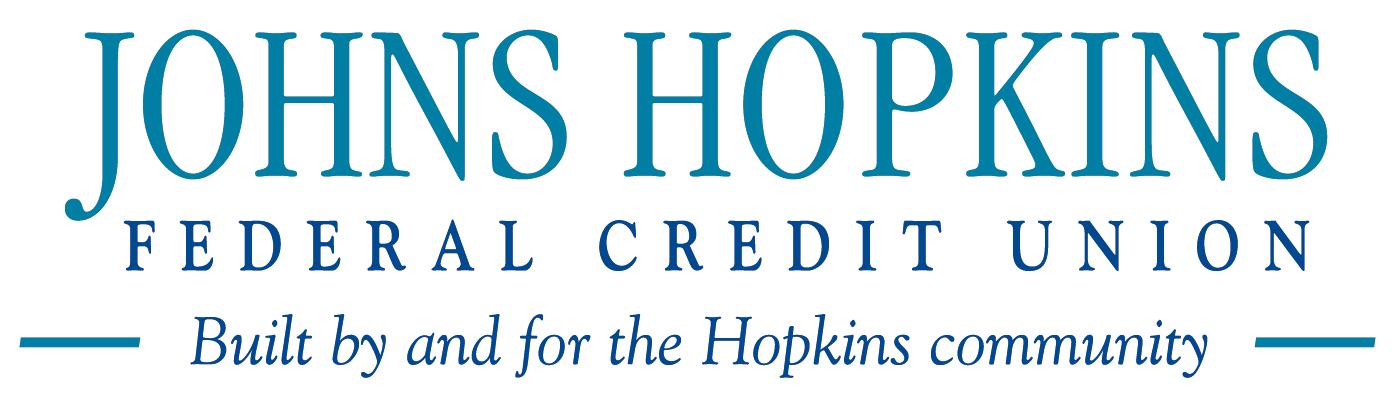 JOHNS HOPKINS
FEDERAL CREDIT UNION
Built by and for the Hopkins community